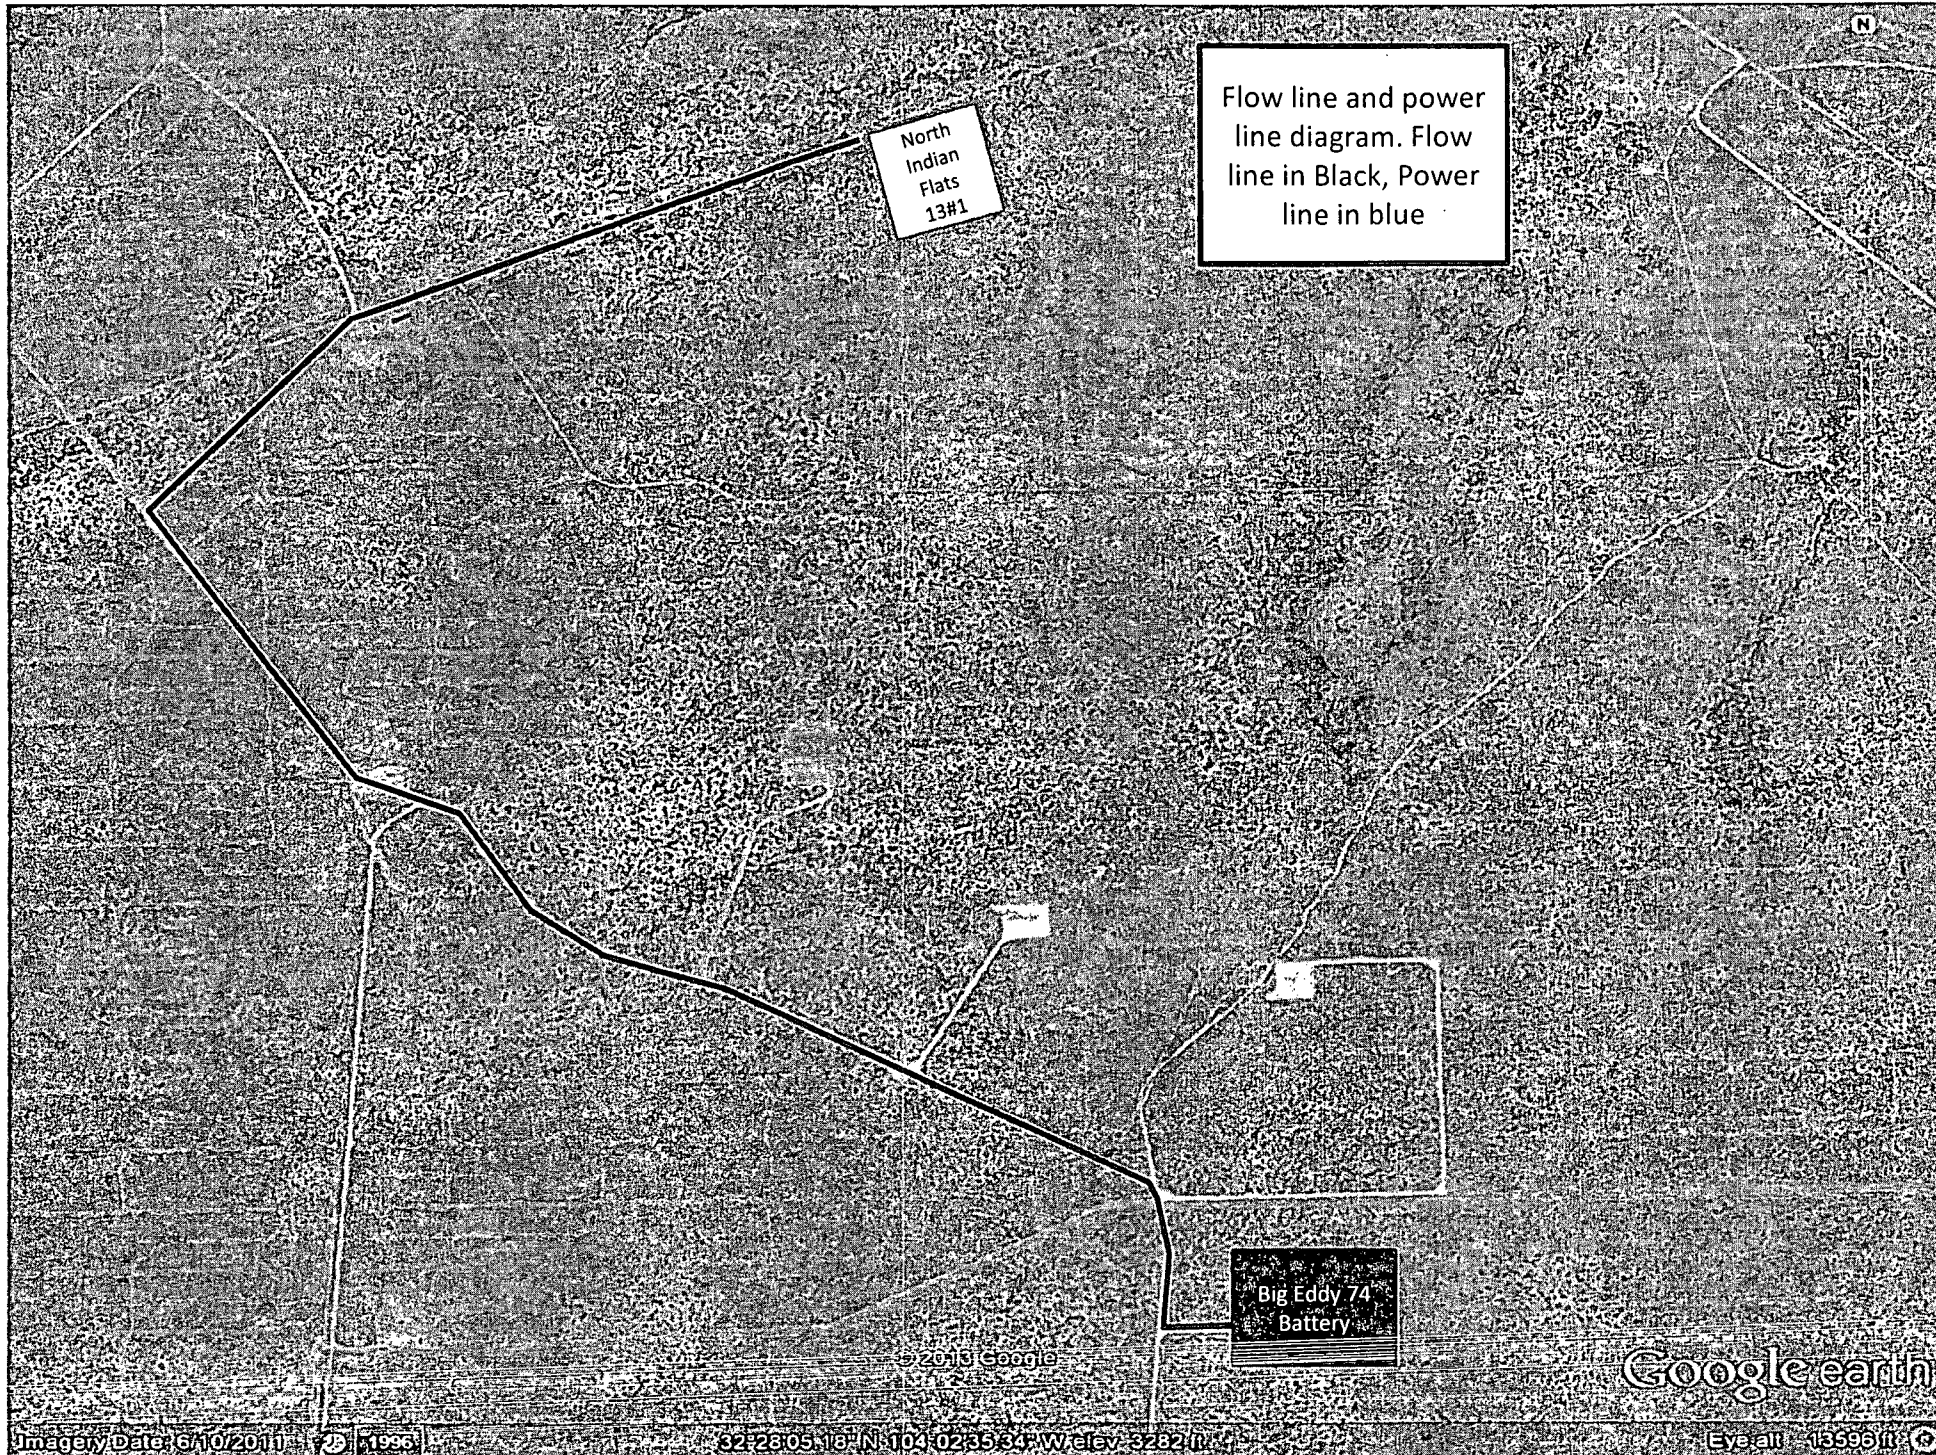 N
Flow line and power
line diagram. Flow
line in Black, Power
line in blue
North
Indian
Flats
13#1
Big Eddy 74
Battery
© 2013 Google
Google earth
Imagery Date: 6/10/2011 1996 32°28'05.18" N 104°02'35.34" W elev 3282 ft Eye alt 13596 ft